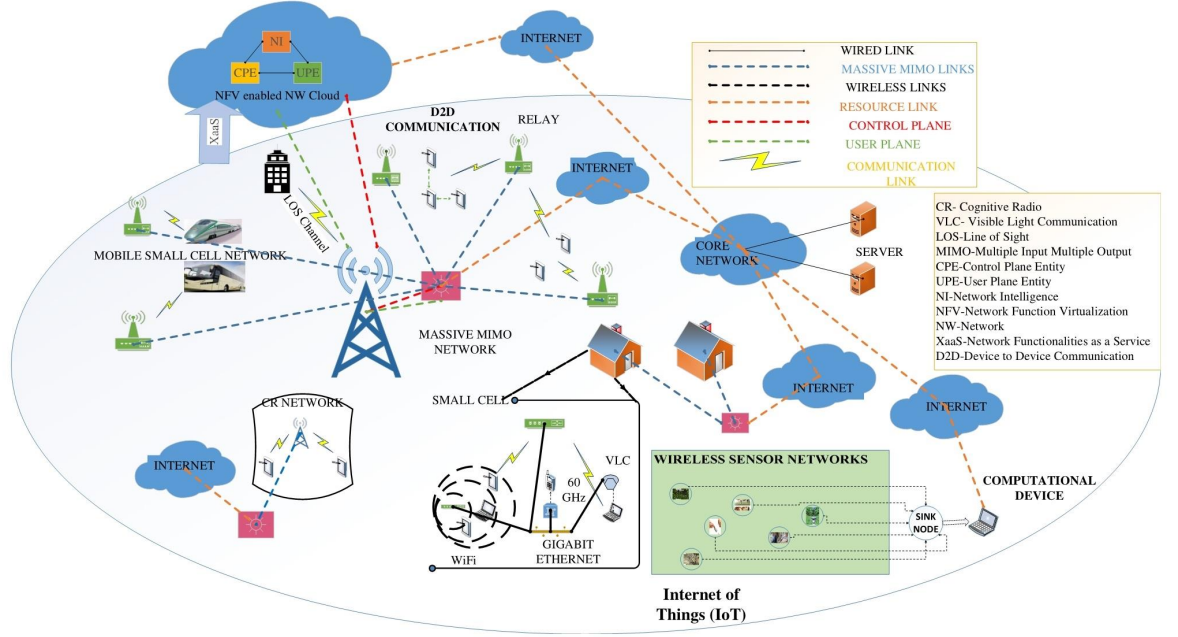 NI
CPE
UPE
NFV enabled NW Cloud
XaaS
INTERNET
WIRED LINK
MASSIVE MIMO LINKS
WIRELESS LINKS
RESOURCE LINK
CONTROL PLANE
USER PLANE
COMMUNICATION
LINK
D2D
COMMUNICATION
RELAY
INTERNET
LOS Channel
MOBILE SMALL CELL NETWORK
CORE
NETWORK
SERVER
CR- Cognitive Radio
VLC- Visible Light Communication
LOS-Line of Sight
MIMO-Multiple Input Multiple Output
CPE-Control Plane Entity
UPE-User Plane Entity
NI-Network Intelligence
NFV-Network Function Virtualization
NW-Network
XaaS-Network Functionalities as a Service
D2D-Device to Device Communication
MASSIVE MIMO
NETWORK
INTERNET
INTERNET
SMALL CELL
CR NETWORK
INTERNET
VLC
60
GHz
WiFi
GIGABIT
ETHERNET
WIRELESS SENSOR NETWORKS
SINK
NODE
COMPUTATIONAL
DEVICE
Internet of
Things (IoT)